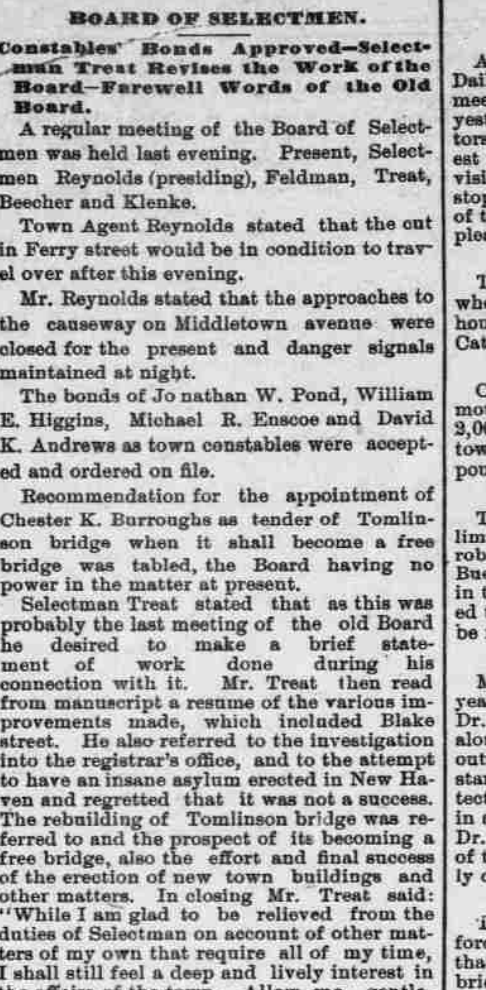 BOARD OF SELECTMEN.
Constables' Bonds Approved—Select-
man Treat Revises the Work of the
Board—Farewell Words of the Old
Board.
A regular meeting of the Board of Select-
men was held last evening. Present, Select-
men Reynolds (presiding), Feldman, Treat,
Beecher and Klenke.
Town Agent Reynolds stated that the cut
in Ferry street would be in condition to trav-
el over after this evening.
Mr. Reynolds stated that the approaches to
the causeway on Middletown avenue were
closed for the present and danger signals
maintained at night.
The bonds of Jo nathan W. Pond, William
E. Higgins, Michael R. Enscoe and David
K. Andrews as town constables were accept-
ed and ordered on file.
Recommendation for the appointment of
Chester K. Burroughs as tender of Tomlin-
son bridge when it shall become a free
bridge was tabled, the Board having no
power in the matter at present.
Selectman Treat stated that as this was
probably the last meeting of the old Board
he desired to make a brief state-
ment of work done during his
connection with it. Mr. Treat then read
from manuscript a resume of the various im-
provements made, which included Blake
street. He also referred to the investigation
into the registrar's office, and to the attempt
to have an insane asylum erected in New Ha-
ven and regretted that it was not a success.
The rebuilding of Tomlinson bridge was re-
ferred to and the prospect of its becoming a
free bridge, also the effort and final success
of the erection of new town buildings and
other matters. In closing Mr. Treat said:
"While I am glad to be relieved from the
duties of Selectman on account of other mat-
ters of my own that require all of my time,
I shall still feel a deep and lively interest in